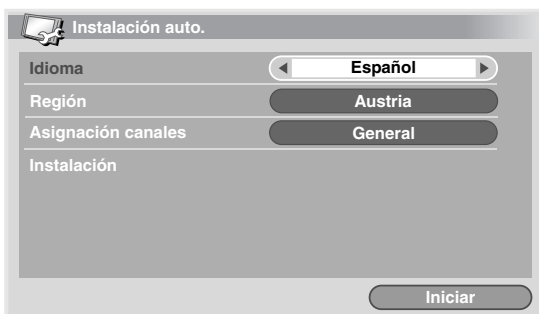 Instalación auto.
Idioma Español
Región Austria
Asignación canales General
Instalación
Iniciar